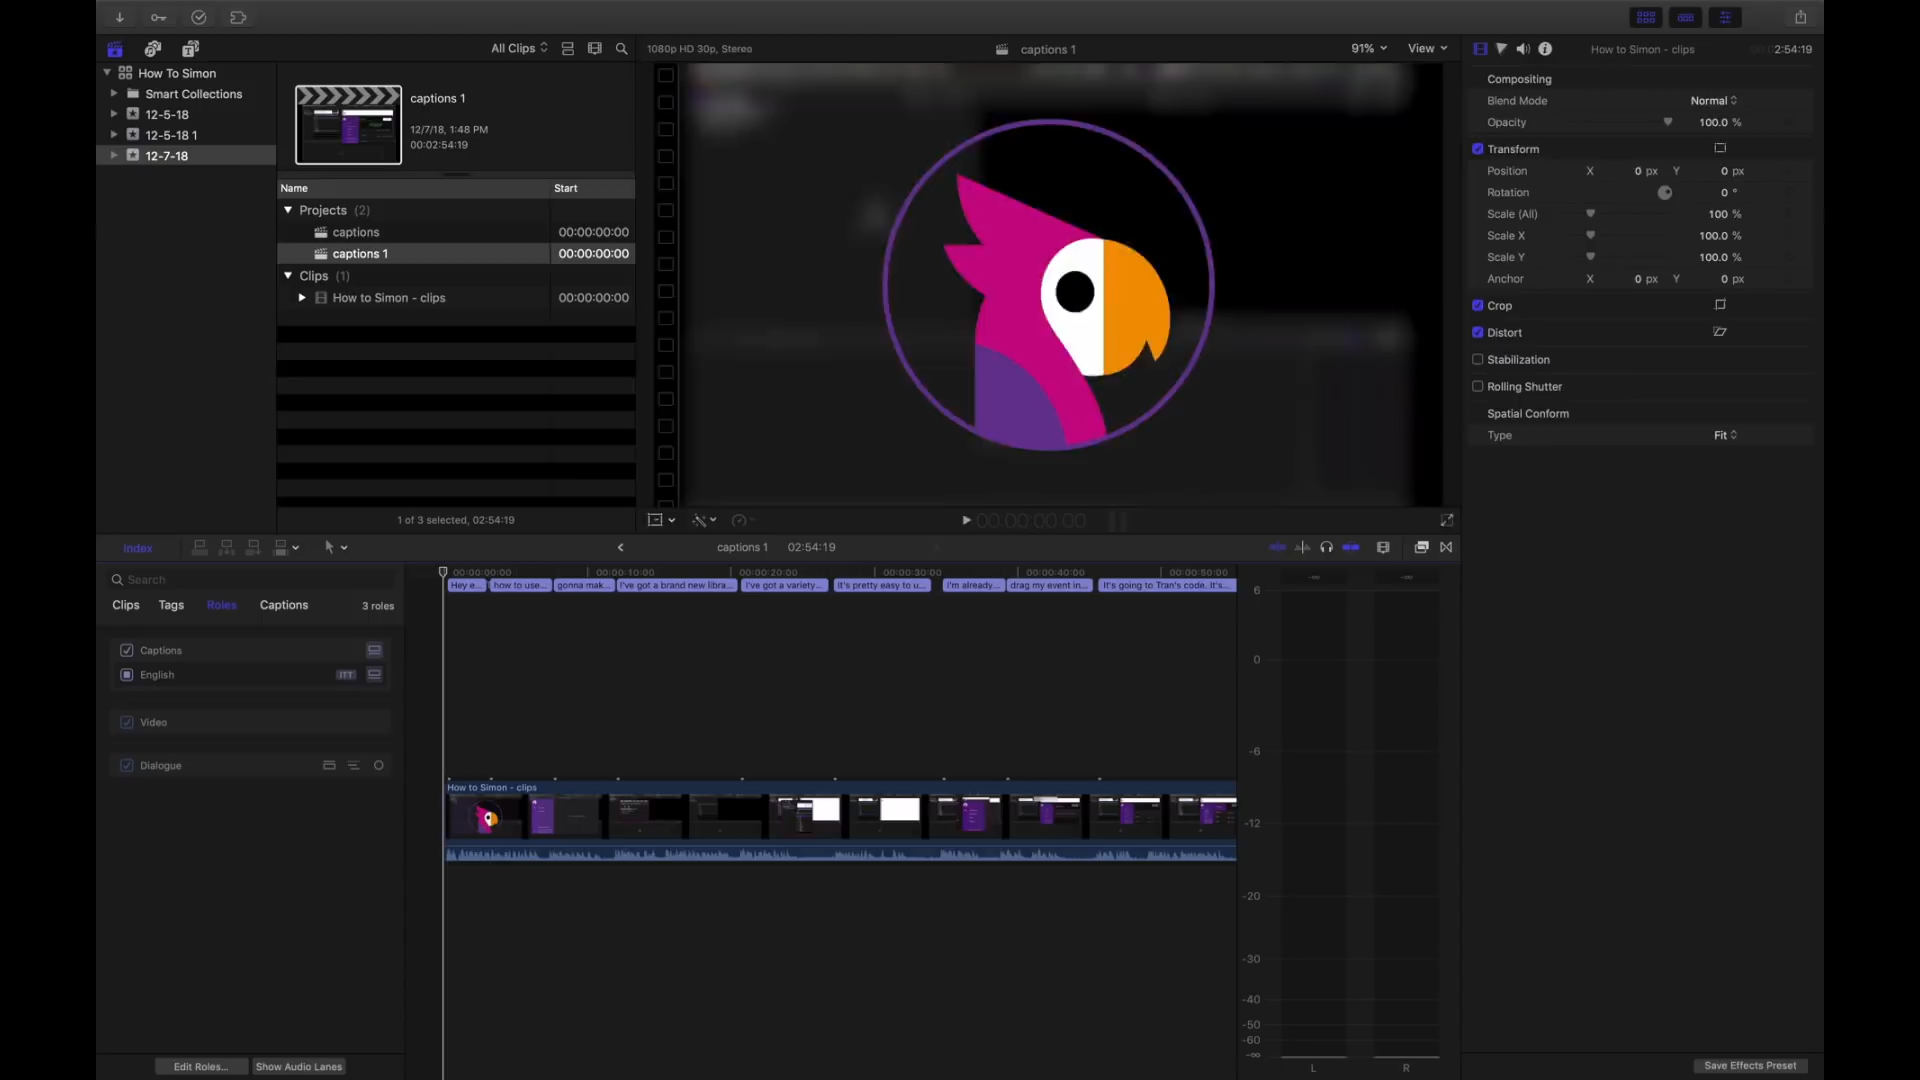 All Clips
1080p HD 30p, Stereo
captions 1
91%
View
How to Simon - clips
2:54:19
How To Simon
Smart Collections
12-5-18
12-5-18 1
12-7-18
captions 1
12/7/18, 1:48 PM
00:02:54:19
Name
Start
Projects (2)
captions
00:00:00:00
captions 1
00:00:00:00
Clips (1)
How to Simon - clips
00:00:00:00
1 of 3 selected, 02:54:19
00:00:00:00
Compositing
Blend Mode
Normal
Opacity
100.0 %
Transform
Position
X
0 px
Y
0 px
Rotation
0 °
Scale (All)
100 %
Scale X
100.0 %
Scale Y
100.0 %
Anchor
X
0 px
Y
0 px
Crop
Distort
Stabilization
Rolling Shutter
Spatial Conform
Type
Fit
Index
captions 1
02:54:19
Search
Clips
Tags
Roles
Captions
3 roles
Captions
English
ITT
Video
Dialogue
00:00:00:00
00:00:10:00
00:00:20:00
00:00:30:00
00:00:40:00
00:00:50:00
Hey e...
how to use...
gonna mak...
I've got a brand new libra...
I've got a variety...
It's pretty easy to u...
I'm already...
drag my event in...
It's going to Tran's code. It's...
How to Simon - clips
-∞
-∞
6
0
-6
-12
-20
-30
-40
-50
-60
-∞
L
R
Edit Roles...
Show Audio Lanes
Save Effects Preset